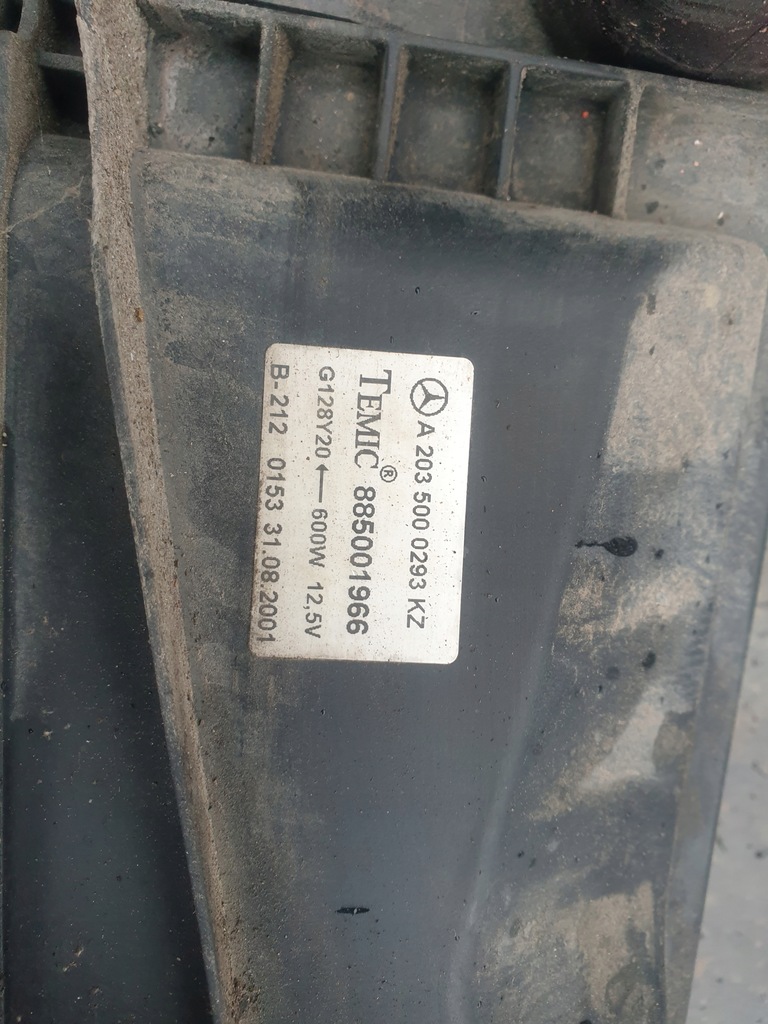 A 203 500 0293 KZ
TEMIC® 885001966
G128Y20 ← 600W 12,5V
B-212 0153 31.08.2001